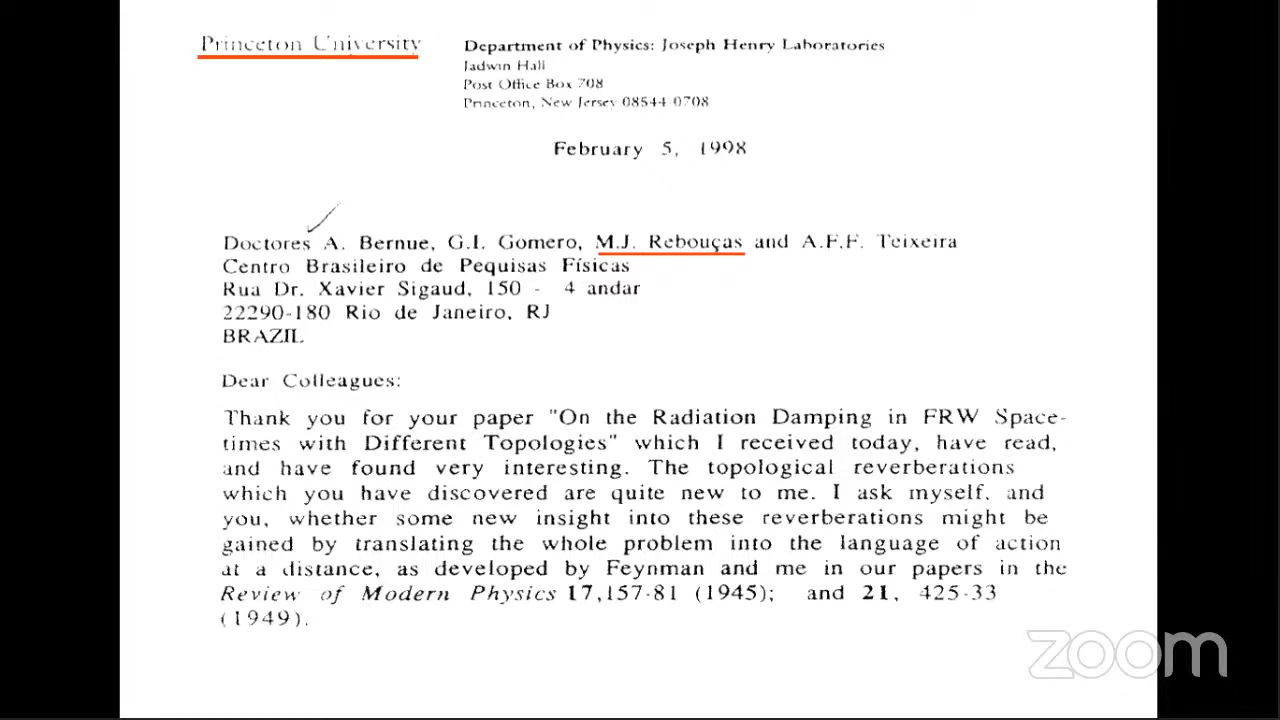 Princeton University
Department of Physics: Joseph Henry Laboratories
Jadwin Hall
Post Office Box 708
Princeton, New Jersey 08544-0708
February 5, 1998
Doctores A. Bernue, G.I. Gomero, M.J. Rebouças and A.F.F. Teixeira
Centro Brasileiro de Pequisas Físicas
Rua Dr. Xavier Sigaud, 150 - 4 andar
22290-180 Rio de Janeiro, RJ
BRAZIL
Dear Colleagues:
Thank you for your paper "On the Radiation Damping in FRW Space-
times with Different Topologies" which I received today, have read,
and have found very interesting. The topological reverberations
which you have discovered are quite new to me. I ask myself, and
you, whether some new insight into these reverberations might be
gained by translating the whole problem into the language of action
at a distance, as developed by Feynman and me in our papers in the
Review of Modern Physics 17,157-81 (1945); and 21, 425-33
(1949).
zoom